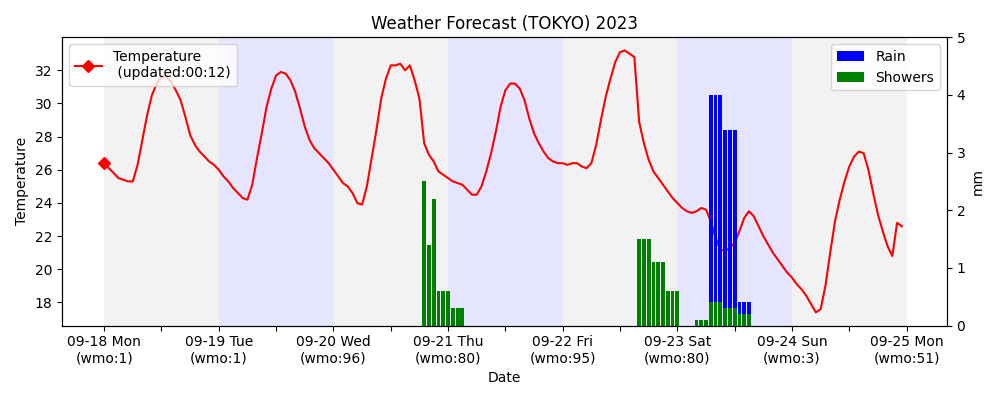 Weather Forecast (TOKYO) 2023
Temperature
(updated:00:12)
Rain
Showers
Temperature
32
30
28
26
24
22
20
18
5
4
3
2
1
0
mm
09-18 Mon
(wmo:1)
09-19 Tue
(wmo:1)
09-20 Wed
(wmo:96)
09-21 Thu
(wmo:80)
09-22 Fri
(wmo:95)
09-23 Sat
(wmo:80)
09-24 Sun
(wmo:3)
09-25 Mon
(wmo:51)
Date